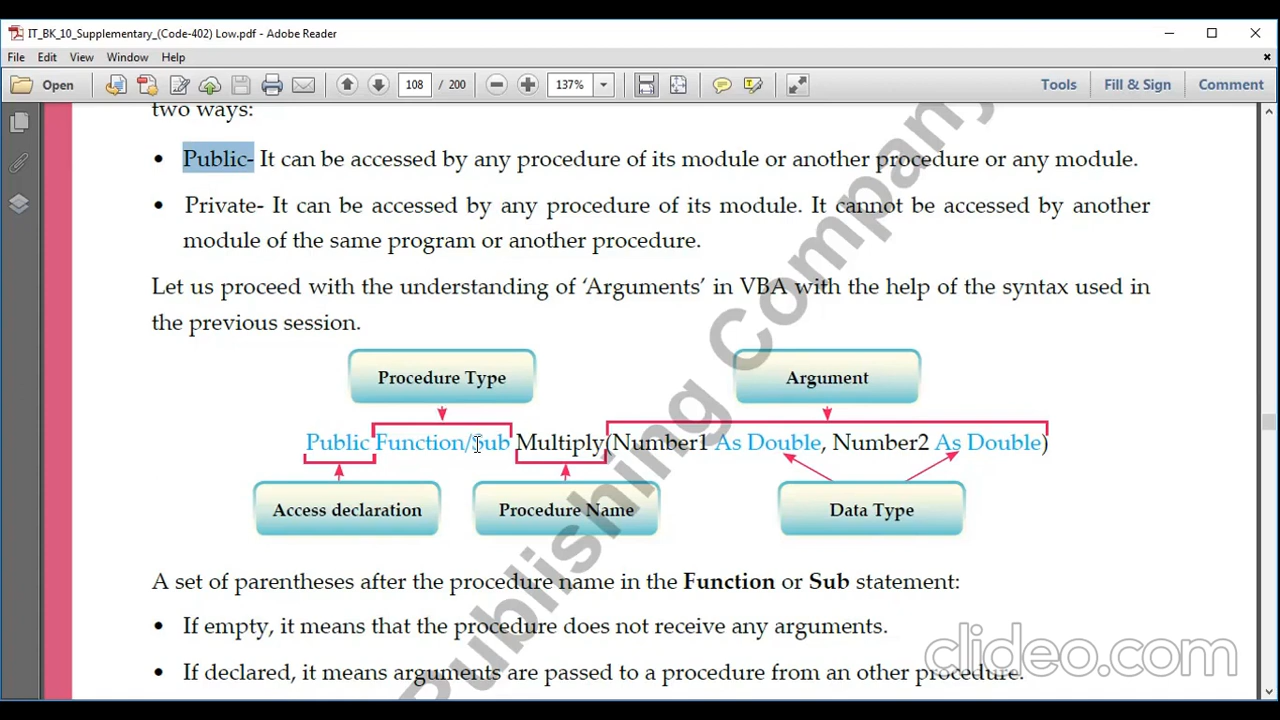 IT_BK_10_Supplementary_(Code-402) Low.pdf - Adobe Reader
File Edit View Window Help
Open 108 / 200 137% Tools Fill & Sign Comment
two ways:
• Public- It can be accessed by any procedure of its module or another procedure or any module.
• Private- It can be accessed by any procedure of its module. It cannot be accessed by another
module of the same program or another procedure.
Let us proceed with the understanding of ‘Arguments’ in VBA with the help of the syntax used in
the previous session.
Procedure Type Argument
Public Function/Sub Multiply(Number1 As Double, Number2 As Double)
Access declaration Procedure Name Data Type
A set of parentheses after the procedure name in the Function or Sub statement:
• If empty, it means that the procedure does not receive any arguments.
• If declared, it means arguments are passed to a procedure from an other procedure.
Publishing Company
clideo.com